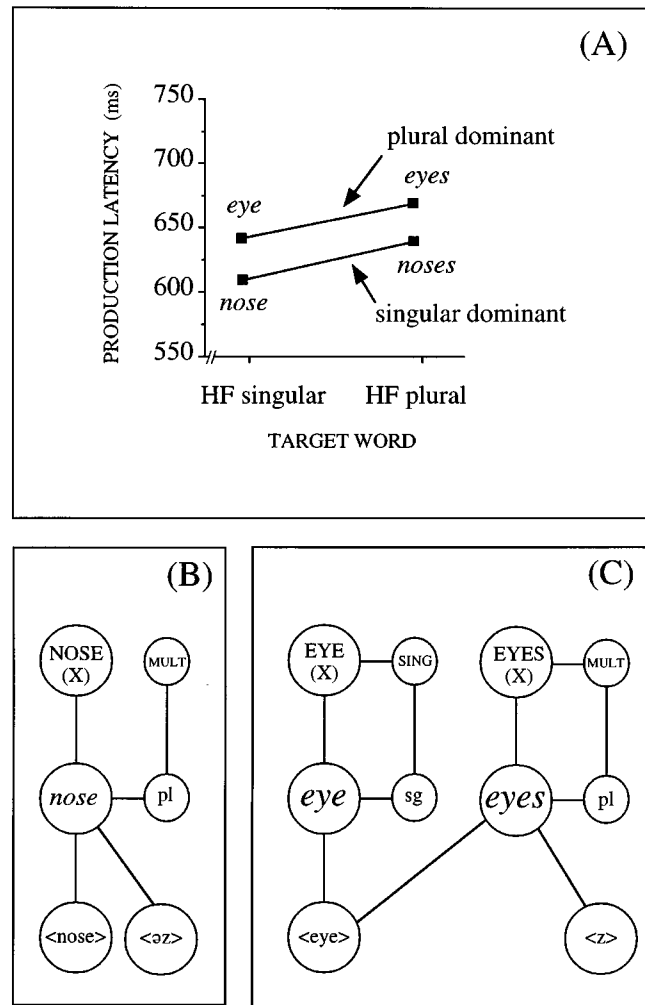 (A)
PRODUCTION LATENCY (ms)
750
700
650
600
550
plural dominant
eye
eyes
nose
noses
singular dominant
HF singular HF plural
TARGET WORD
(B)
NOSE
(X)
MULT
nose
pl
<nose>
<əz>
(C)
EYE
(X)
SING
EYES
(X)
MULT
eye
sg
eyes
pl
<eye>
<z>